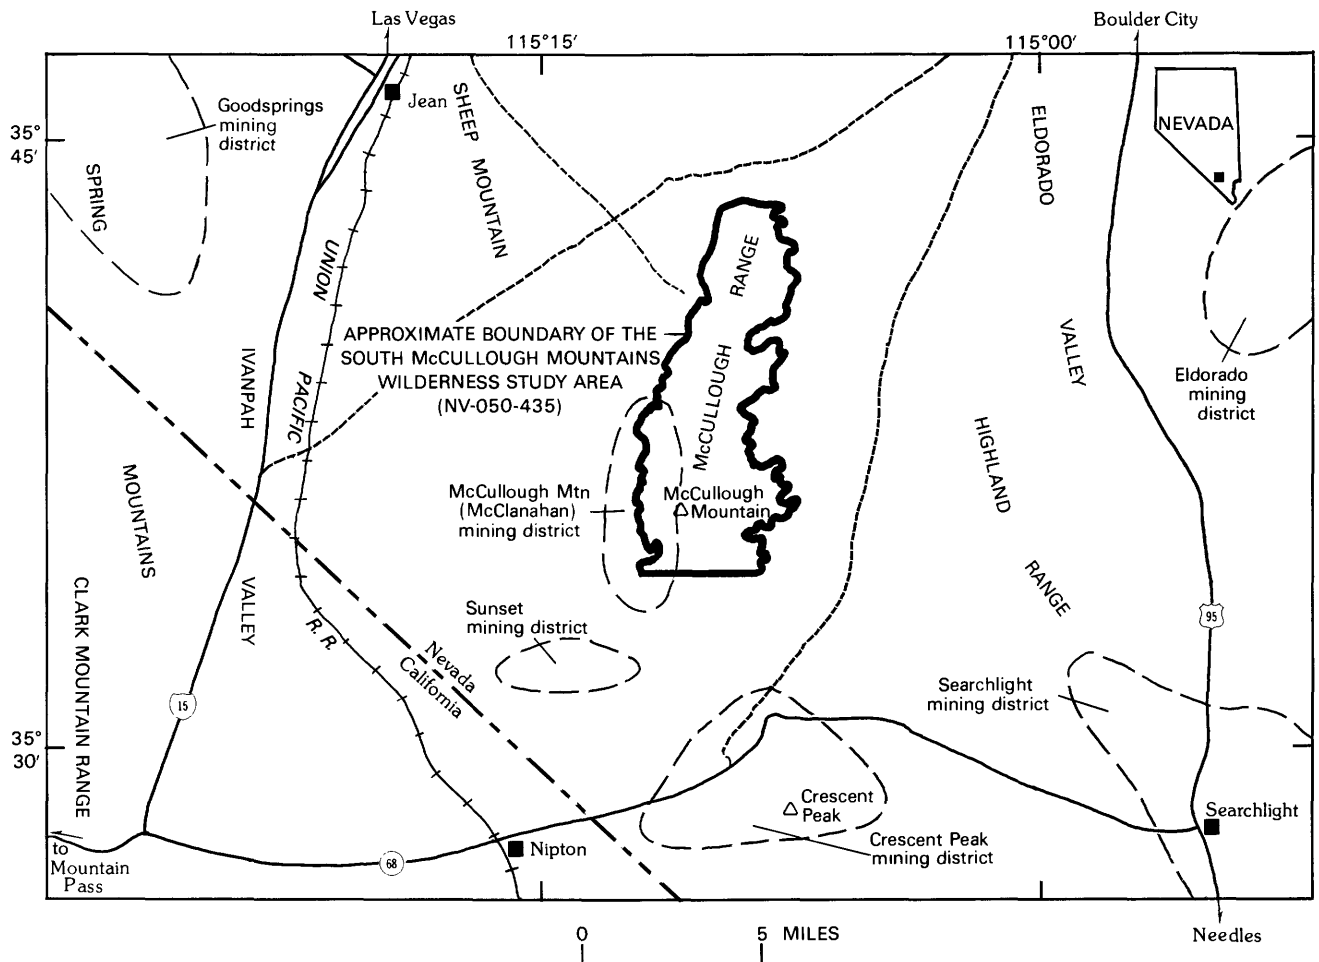 Las Vegas
Boulder City
115°15′
115°00′
Goodsprings
mining
district
Jean
SHEEP MOUNTAIN
ELDORADO
VALLEY
NEVADA
35°
45′
SPRING
MOUNTAINS
UNION
PACIFIC
R. R.
RANGE
McCULLOUGH
APPROXIMATE BOUNDARY OF THE
SOUTH McCULLOUGH MOUNTAINS
WILDERNESS STUDY AREA
(NV-050-435)
IVANPAH
VALLEY
Eldorado
mining
district
HIGHLAND
RANGE
McCullough Mtn
(McClanahan)
mining district
McCullough
Mountain
CLARK MOUNTAIN RANGE
Sunset
mining district
95
Nevada
California
15
Searchlight
mining district
35°
30′
Crescent
Peak
Searchlight
to
Mountain
Pass
68
Nipton
Crescent Peak
mining district
Needles
0 5 MILES